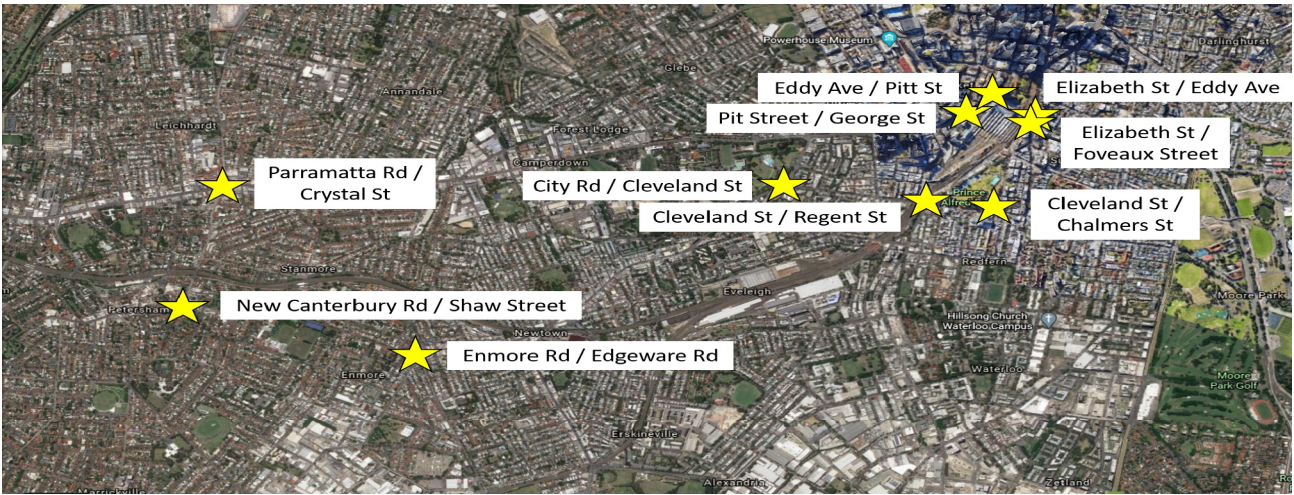 Powerhouse Museum
Darlinghurst
Glebe
Annandale
Eddy Ave / Pitt St
Elizabeth St / Eddy Ave
Pit Street / George St
Leichhardt
Forest Lodge
Elizabeth St /
Foveaux Street
Camperdown
Parramatta Rd /
Crystal St
City Rd / Cleveland St
Prince
Cleveland St / Regent St
Cleveland St /
Chalmers St
Redfern
Stanmore
Eveleigh
Moore Park
Petersham
New Canterbury Rd / Shaw Street
Hillsong Church
Waterloo Campus
Newtown
Enmore Rd / Edgeware Rd
Enmore
Waterloo
Moore
Park Golf
Erskineville
Alexandria
Zetland
Marrickville